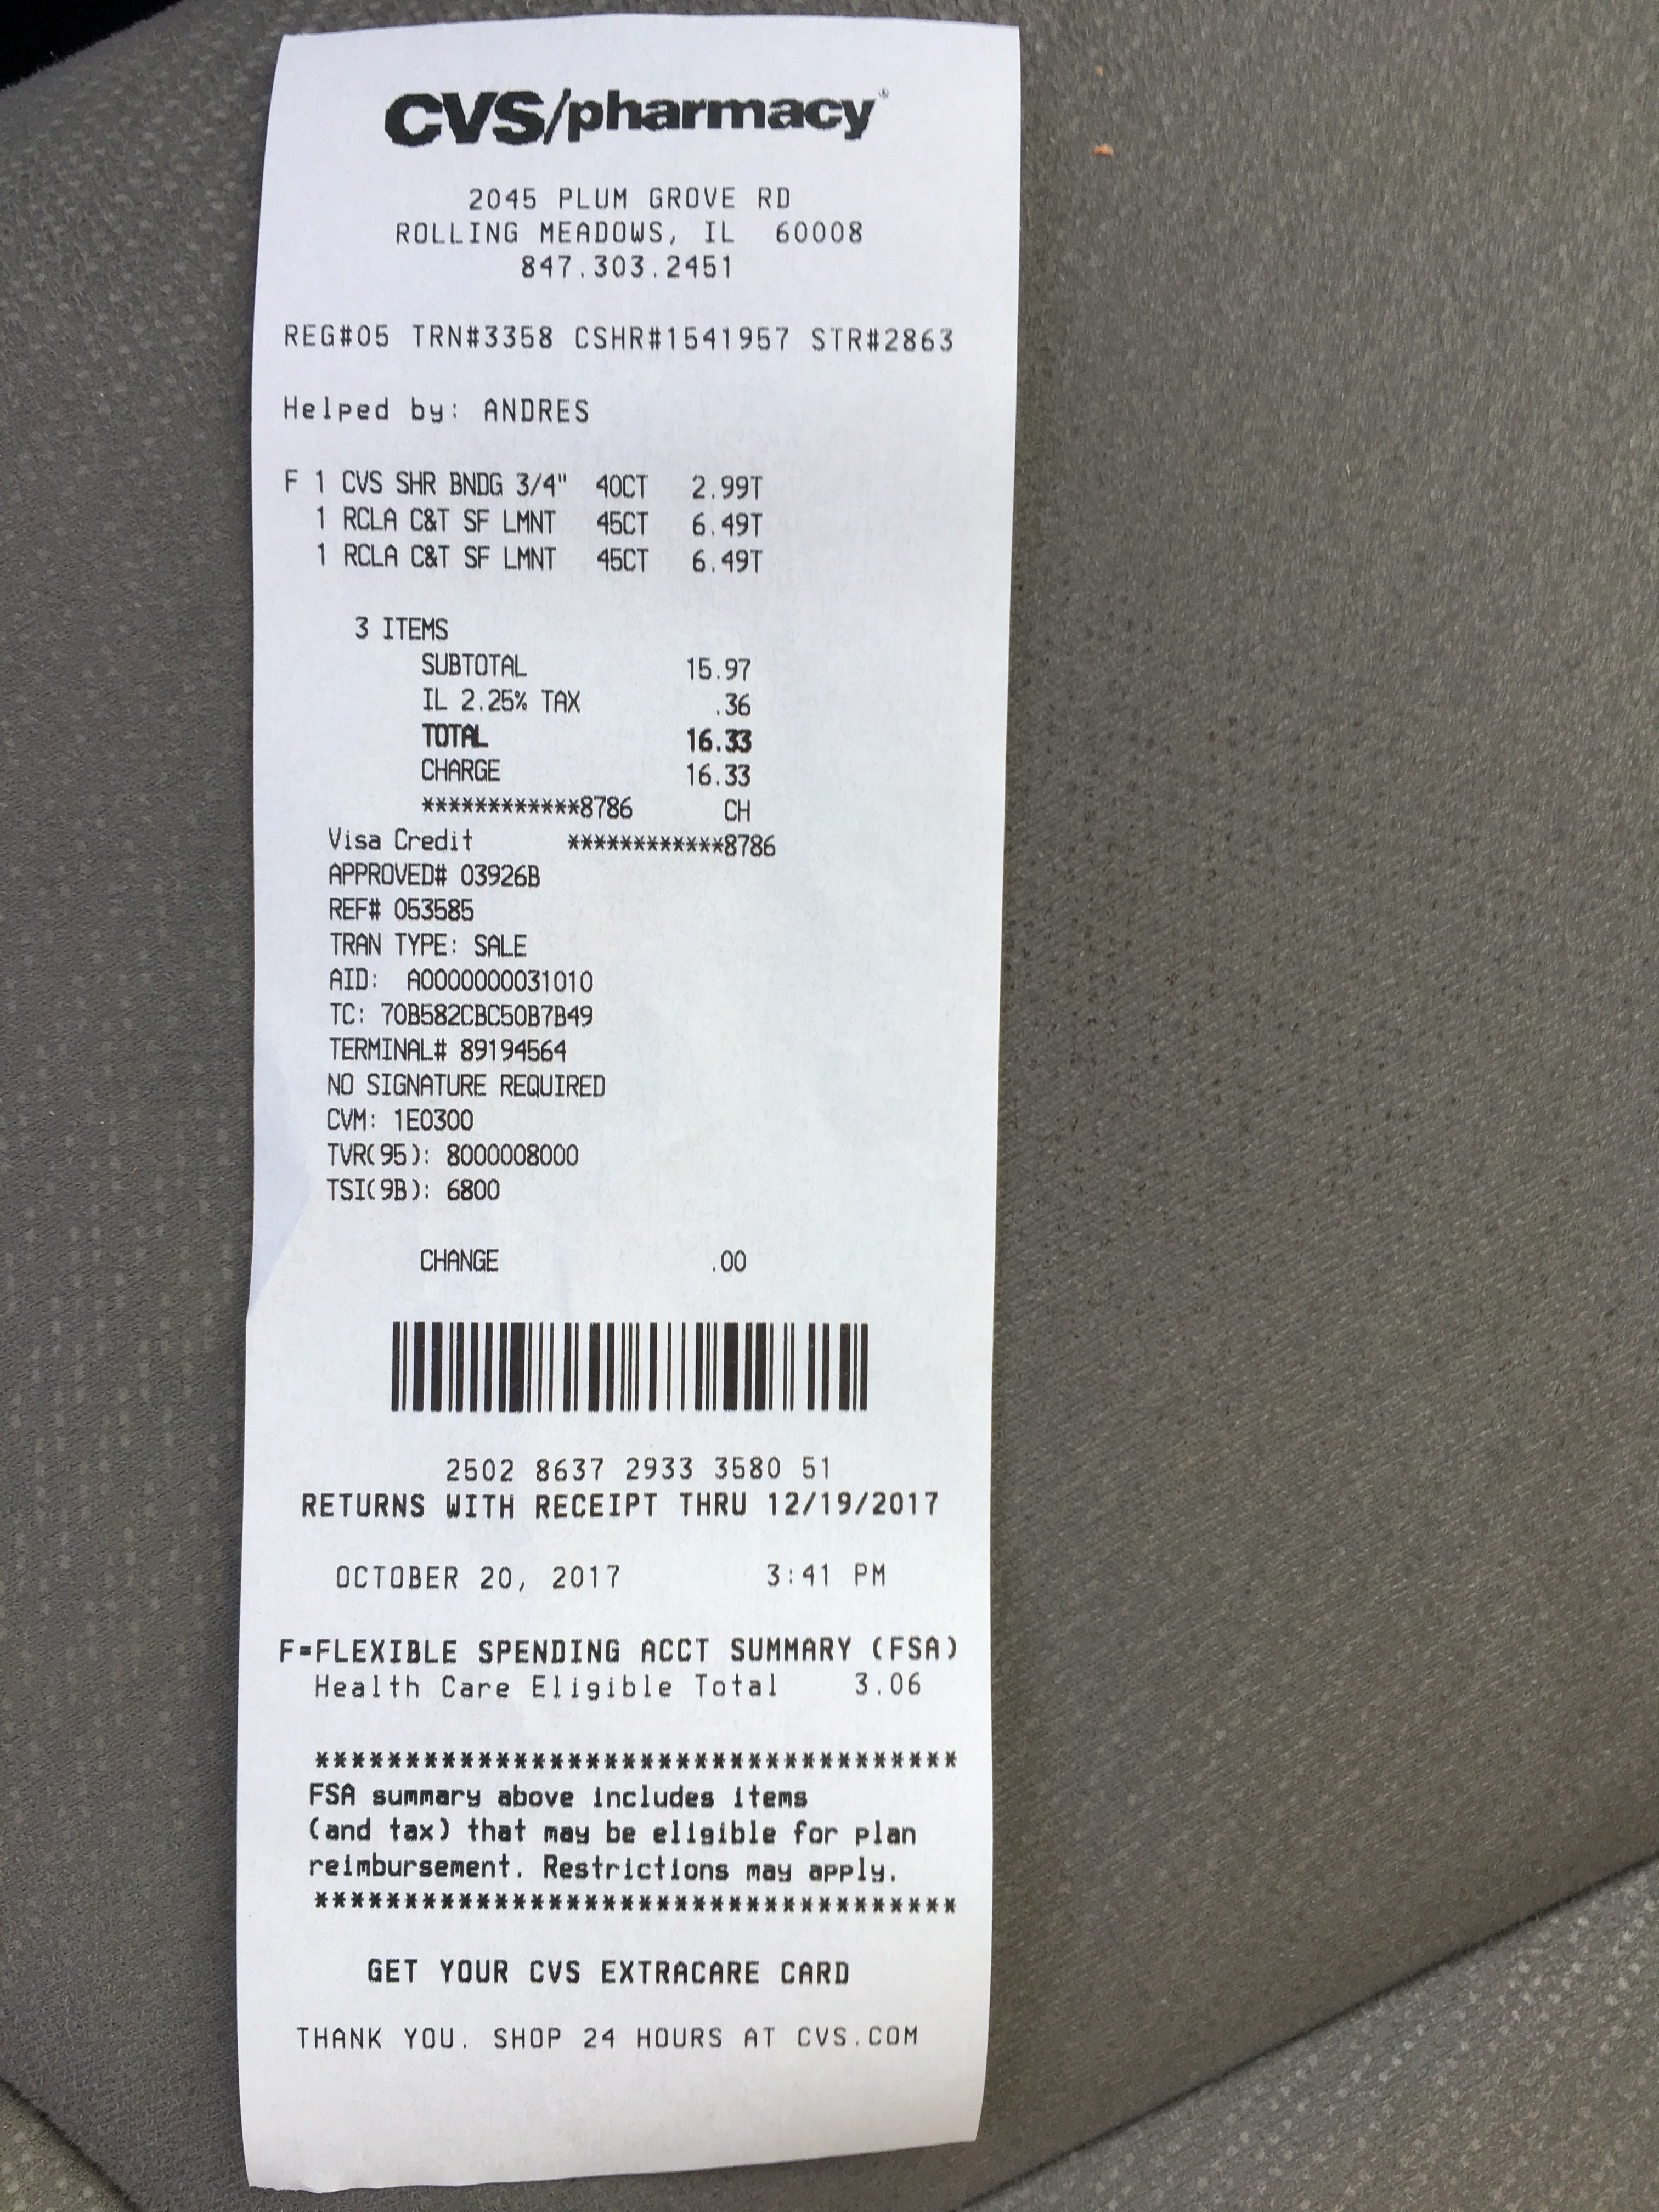 CVS/pharmacy®
2045 PLUM GROVE RD
ROLLING MEADOWS, IL 60008
847.303.2451
REG#05 TRN#3358 CSHR#1541957 STR#2863
Helped by: ANDRES
F 1 CVS SHR BNDG 3/4" 40CT 2.99T
1 RCLA C&T SF LMNT 45CT 6.49T
1 RCLA C&T SF LMNT 45CT 6.49T
3 ITEMS
SUBTOTAL 15.97
IL 2.25% TAX .36
TOTAL 16.33
CHARGE 16.33
************8786 CH
Visa Credit ************8786
APPROVED# 03926B
REF# 053585
TRAN TYPE: SALE
AID: A0000000031010
TC: 70B582CBC50B7B49
TERMINAL# 89194564
NO SIGNATURE REQUIRED
CVM: 1E0300
TVR(95): 8000008000
TSI(9B): 6800
CHANGE .00
2502 8637 2933 3580 51
RETURNS WITH RECEIPT THRU 12/19/2017
OCTOBER 20, 2017 3:41 PM
F=FLEXIBLE SPENDING ACCT SUMMARY (FSA)
Health Care Eligible Total 3.06
************************************
FSA summary above includes items
(and tax) that may be eligible for plan
reimbursement. Restrictions may apply.
************************************
GET YOUR CVS EXTRACARE CARD
THANK YOU. SHOP 24 HOURS AT CVS.COM